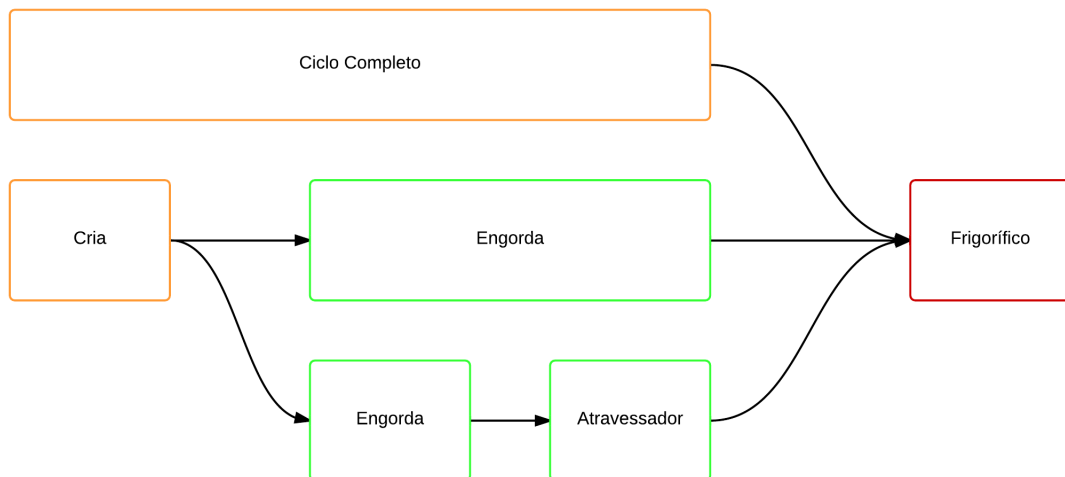 Ciclo Completo
Cria
Engorda
Frigorífico
Engorda
Atravessador